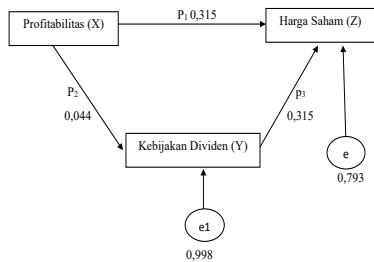 Profitabilitas (X)
P1 0,315
Harga Saham (Z)
P2
0,044
p3
0,315
Kebijakan Dividen (Y)
e
0,793
e1
0,998